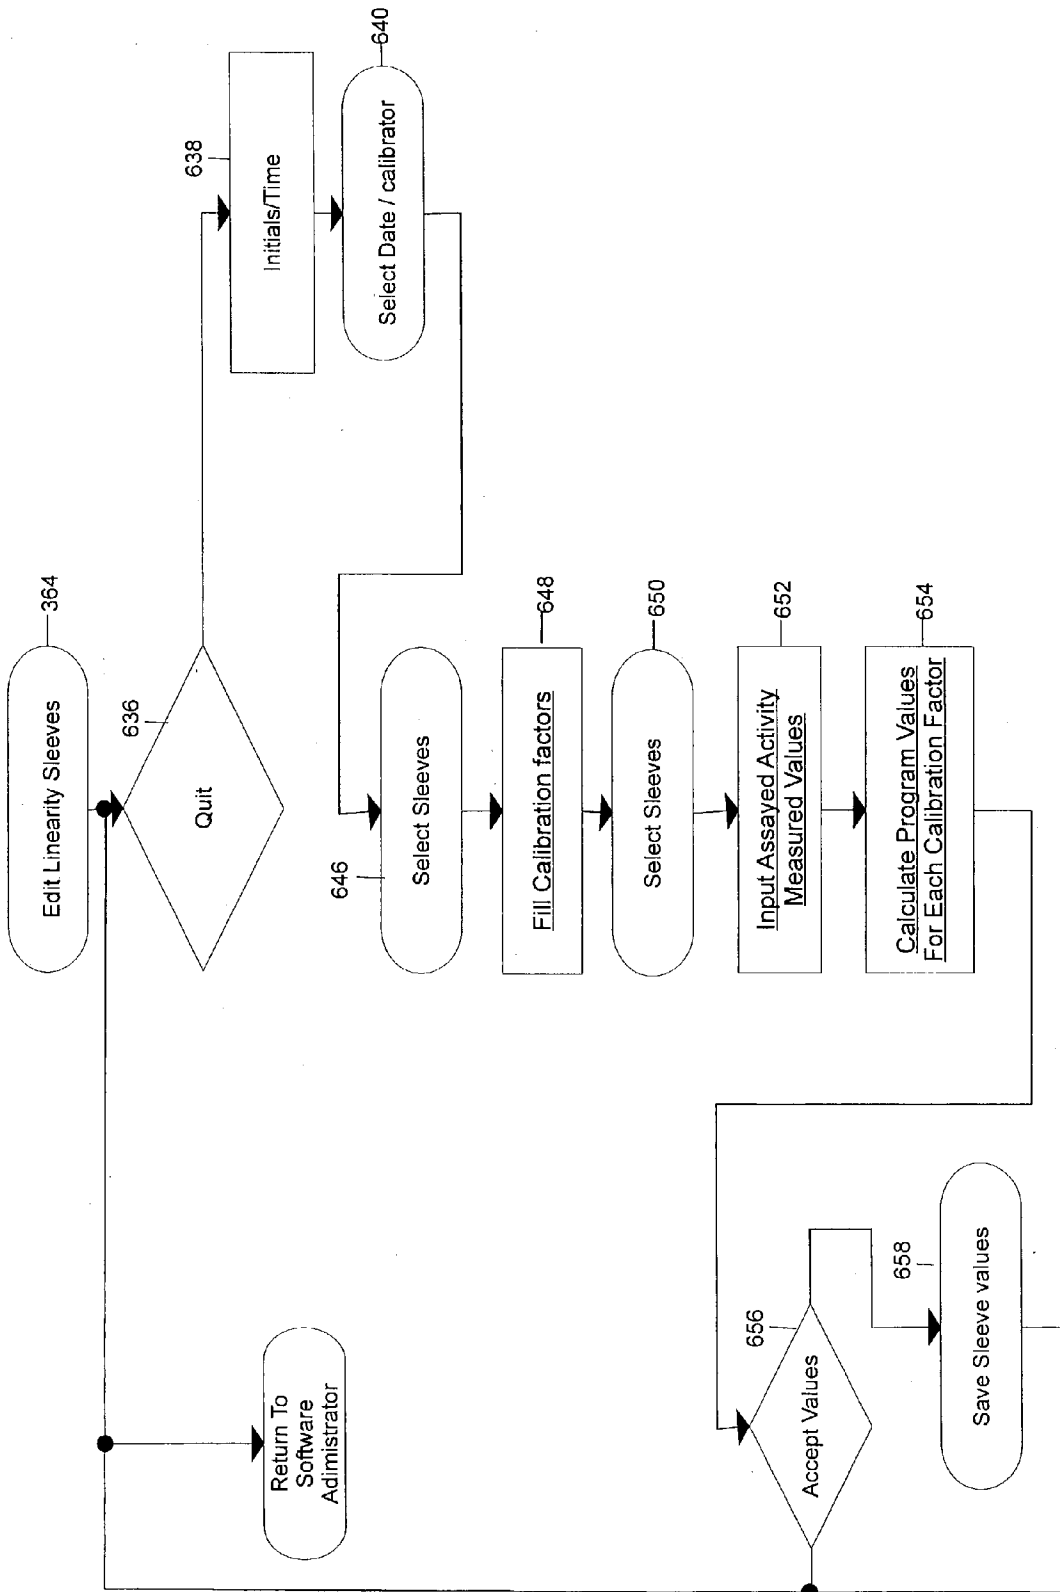 Edit Linearity Sleeves
364
636
Quit
638
Initials/Time
640
Select Date / calibrator
646
Select Sleeves
Fill Calibration factors
648
Select Sleeves
650
Input Assayed Activity
Measured Values
652
Calculate Program Values
For Each Calibration Factor
654
656
Accept Values
658
Save Sleeve values
Return To
Software
Adimistrator